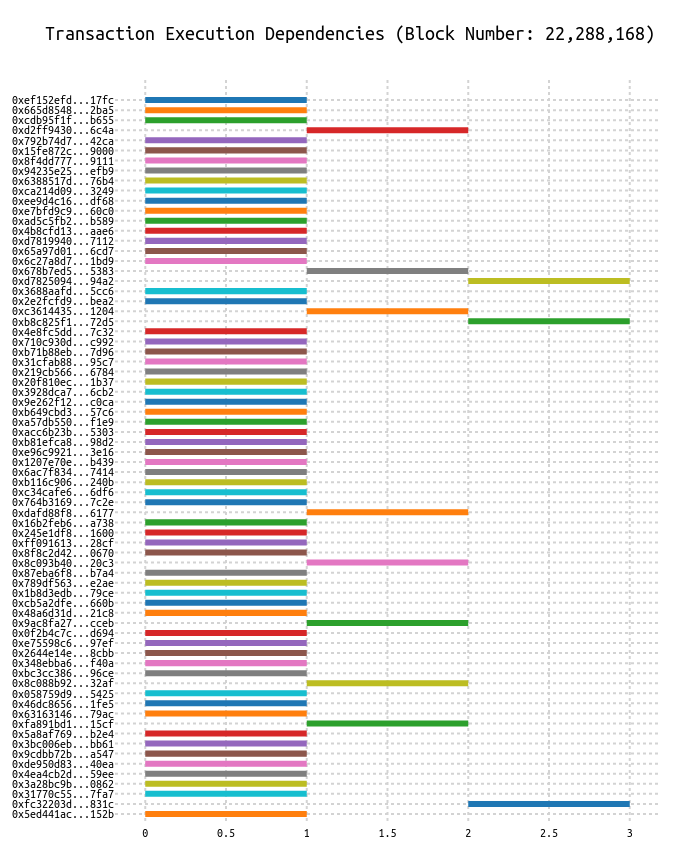 Transaction Execution Dependencies (Block Number: 22,288,168)
0xef152efd...17fc
0x665d8548...2ba5
0xcdb95f1f...b655
0xd2ff9430...6c4a
0x792b74d7...42ca
0x15fe872c...9000
0x8f4dd777...9111
0x94235e25...efb9
0x6388517d...76b4
0xca214d09...3249
0xee9d4c16...df68
0xe7bfd9c9...60c0
0xad5c5fb2...b589
0x4b8cfd13...aae6
0xd7819940...7112
0x65a97d01...6cd7
0x6c27a8d7...1bd9
0x678b7ed5...5383
0xd7825094...94a2
0x3688aafd...5cc6
0x2e2fcfd9...bea2
0xc3614435...1204
0xb8c825f1...72d5
0x4e8fc5dd...7c32
0x710c930d...c992
0xb71b88eb...7d96
0x31cfab88...95c7
0x219cb566...6784
0x20f810ec...1b37
0x3928dca7...6cb2
0x9e262f12...c0ca
0xb649cbd3...57c6
0xa57db550...f1e9
0xacc6b23b...5303
0xb81efca8...98d2
0xe96c9921...3e16
0x1207e70e...b439
0x6ac7f834...7414
0xb116c906...240b
0xc34cafe6...6df6
0x764b3169...7c2e
0xdafd88f8...6177
0x16b2feb6...a738
0x245e1df8...1600
0xff091613...28cf
0x8f8c2d42...0670
0x8c093b40...20c3
0x87eba6f8...b7a4
0x789df563...e2ae
0x1b8d3edb...79ce
0xcb5a2dfe...660b
0x48a6d31d...21c8
0x9ac8fa27...cceb
0x0f2b4c7c...d694
0xe75598c6...97ef
0x2644e14e...8cbb
0x348ebba6...f40a
0xbc3cc386...96ce
0x8c088b92...32af
0x058759d9...5425
0x46dc8656...1fe5
0x63163146...79ac
0xfa891bd1...15cf
0x5a8af769...b2e4
0x3bc006eb...bb61
0x9cdbb72b...a547
0xde950d83...40ea
0x4ea4cb2d...59ee
0x3a28bc9b...0862
0x31770c55...7fa7
0xfc32203d...831c
0x5ed441ac...152b
0 0.5 1 1.5 2 2.5 3